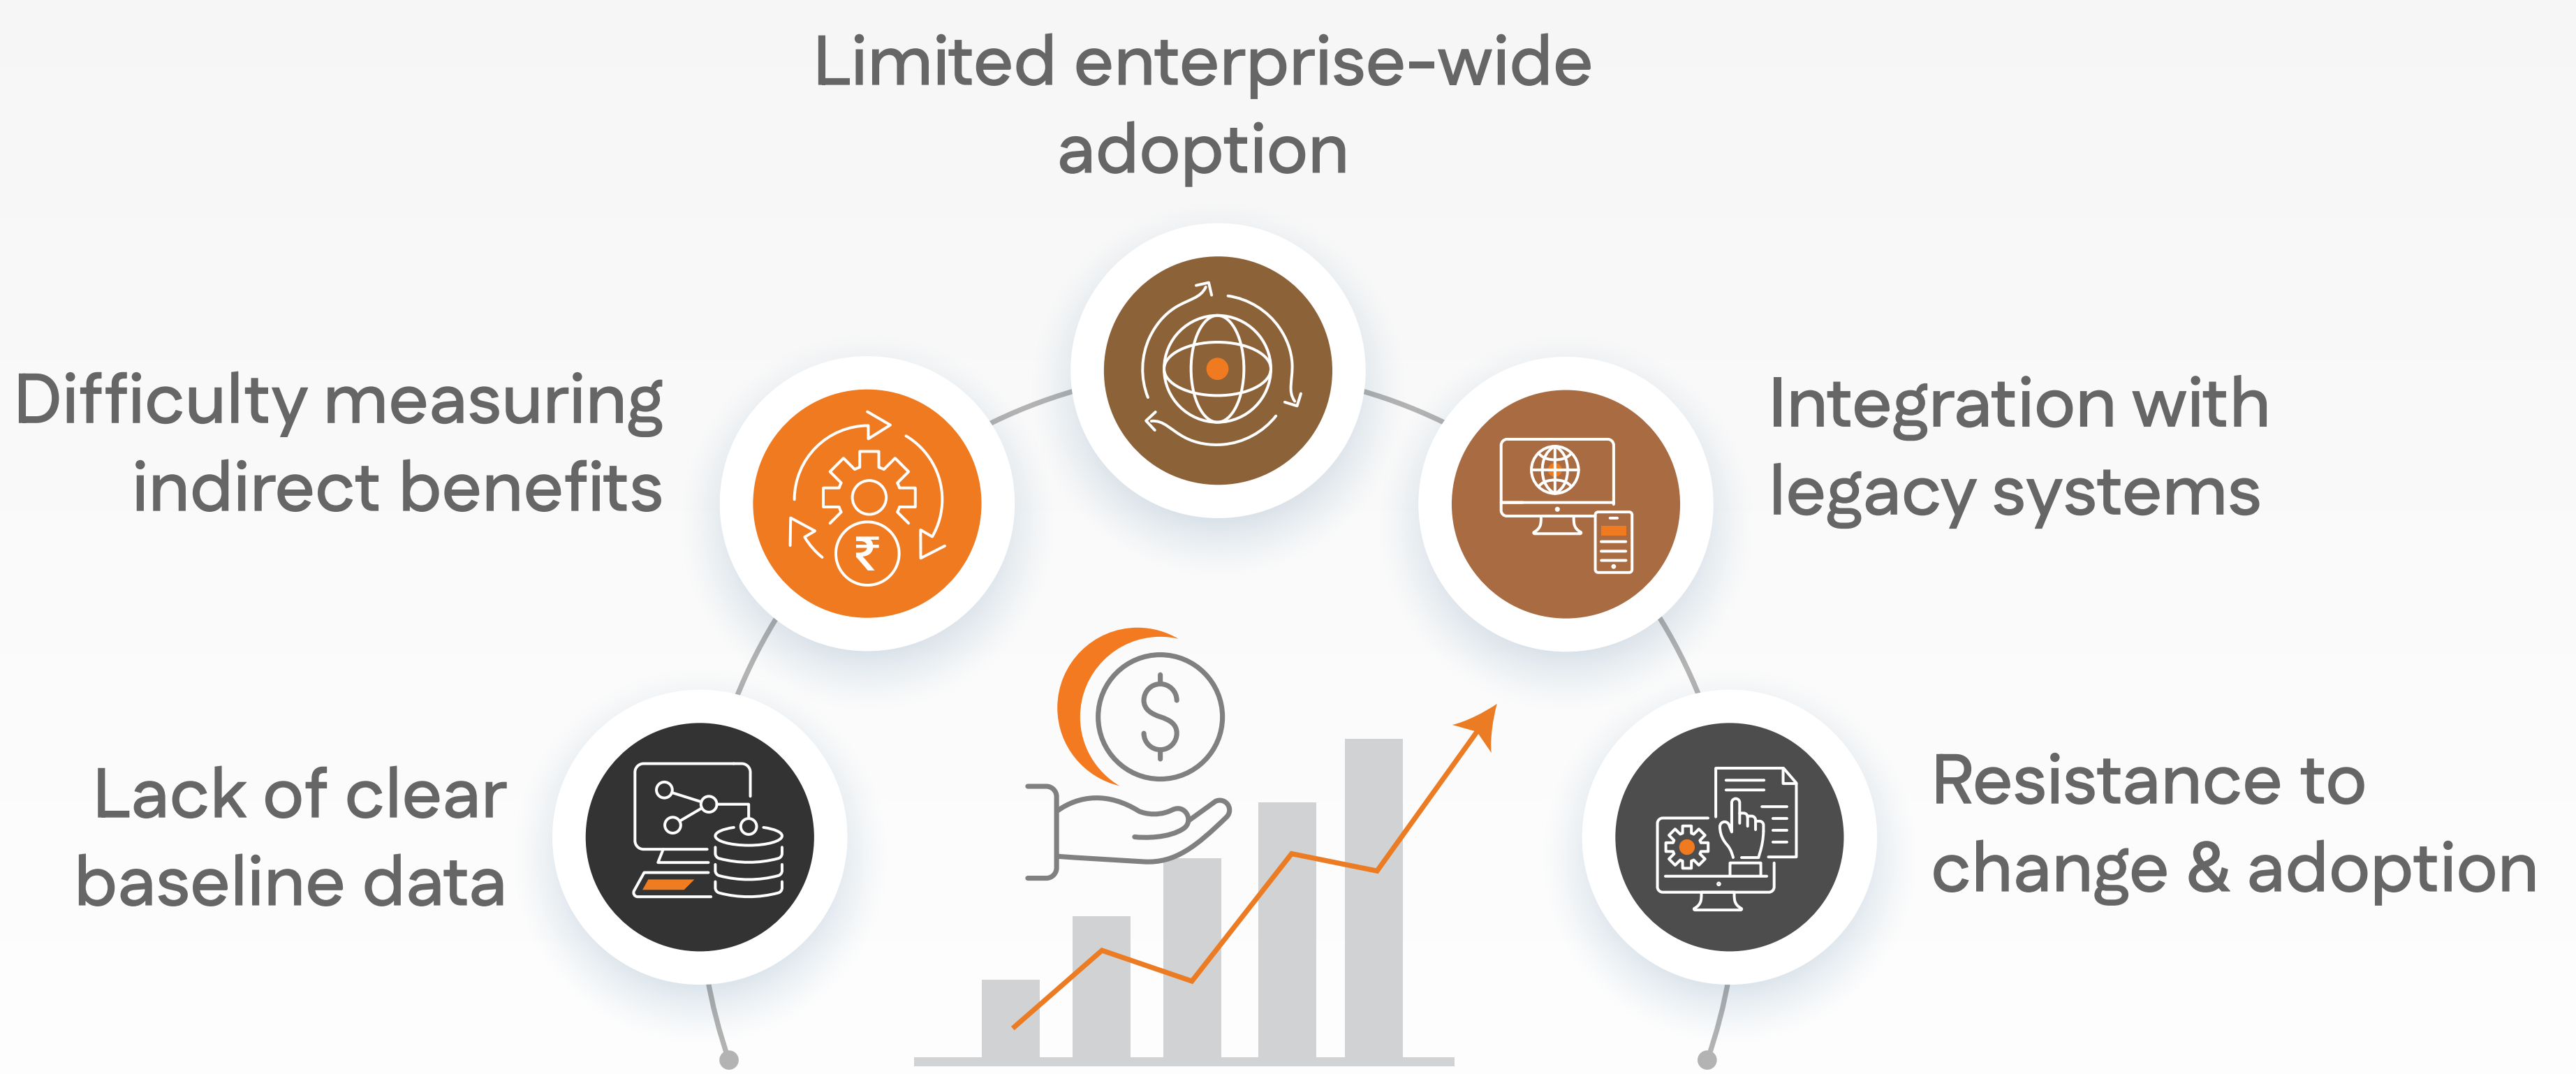 Limited enterprise-wide
adoption
Difficulty measuring
indirect benefits
₹
Integration with
legacy systems
$
Lack of clear
baseline data
Resistance to
change & adoption